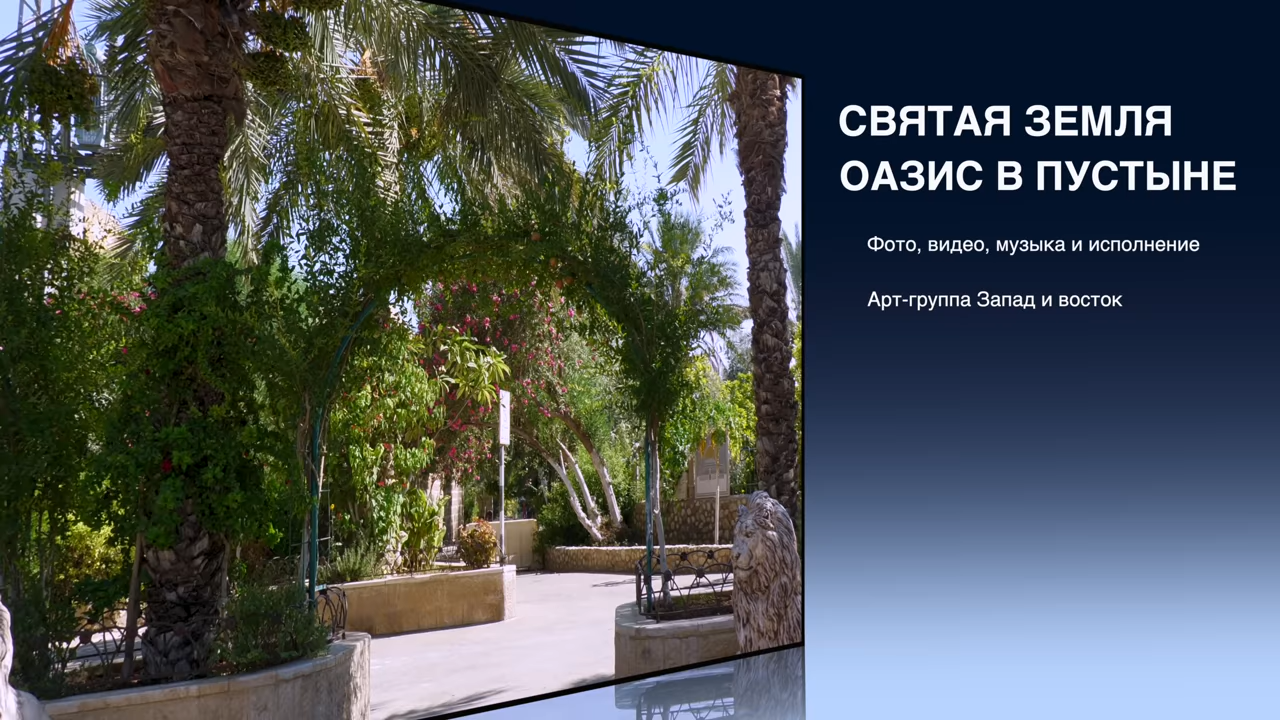 СВЯТАЯ ЗЕМЛЯ
ОАЗИС В ПУСТЫНЕ
Фото, видео, музыка и исполнение
Арт-группа Запад и восток